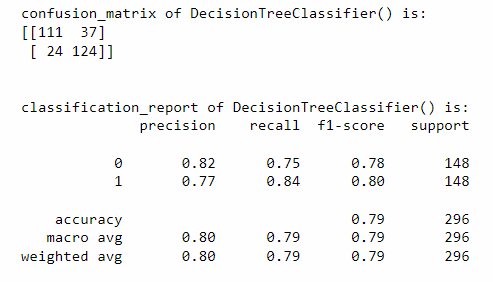 confusion_matrix of DecisionTreeClassifier() is:
[[111  37]
 [ 24 124]]
classification_report of DecisionTreeClassifier() is:
              precision    recall  f1-score   support
           0       0.82      0.75      0.78       148
           1       0.77      0.84      0.80       148
    accuracy                           0.79       296
   macro avg       0.80      0.79      0.79       296
weighted avg       0.80      0.79      0.79       296